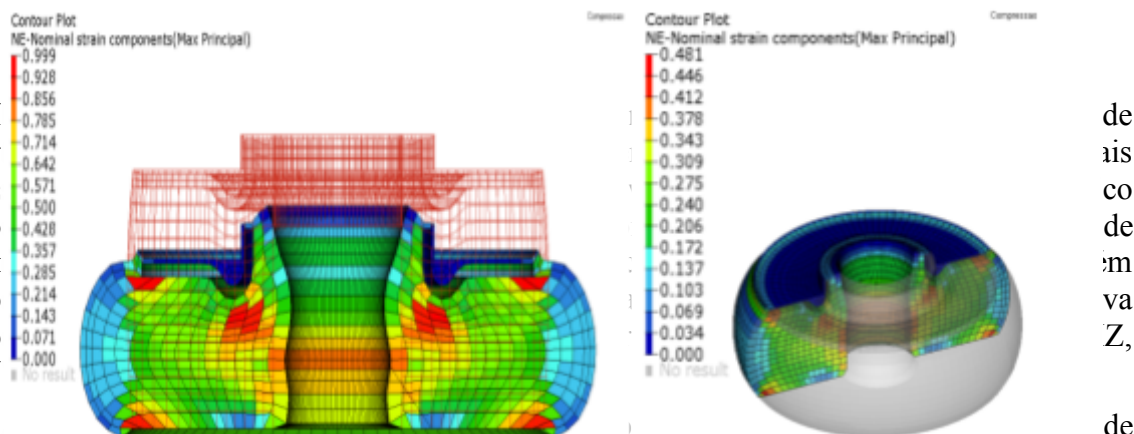 Contour Plot
NE-Nominal strain components(Max Principal)
0.999
0.928
0.856
0.785
0.714
0.642
0.571
0.500
0.428
0.357
0.285
0.214
0.143
0.071
0.000
No result
Contour Plot
NE-Nominal strain components(Max Principal)
0.481
0.446
0.412
0.378
0.343
0.309
0.275
0.240
0.206
0.172
0.137
0.103
0.069
0.034
0.000
No result
de
ais
co
de
em
va
Z,
de